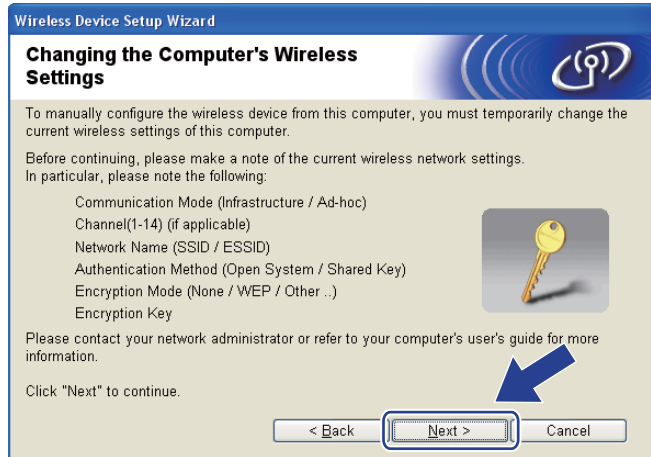 Wireless Device Setup Wizard
Changing the Computer's Wireless
Settings
To manually configure the wireless device from this computer, you must temporarily change the
current wireless settings of this computer.
Before continuing, please make a note of the current wireless network settings.
In particular, please note the following:
Communication Mode (Infrastructure / Ad-hoc)
Channel(1-14) (if applicable)
Network Name (SSID / ESSID)
Authentication Method (Open System / Shared Key)
Encryption Mode (None / WEP / Other ..)
Encryption Key
Please contact your network administrator or refer to your computer's user's guide for more
information.
Click "Next" to continue.
< Back Next > Cancel